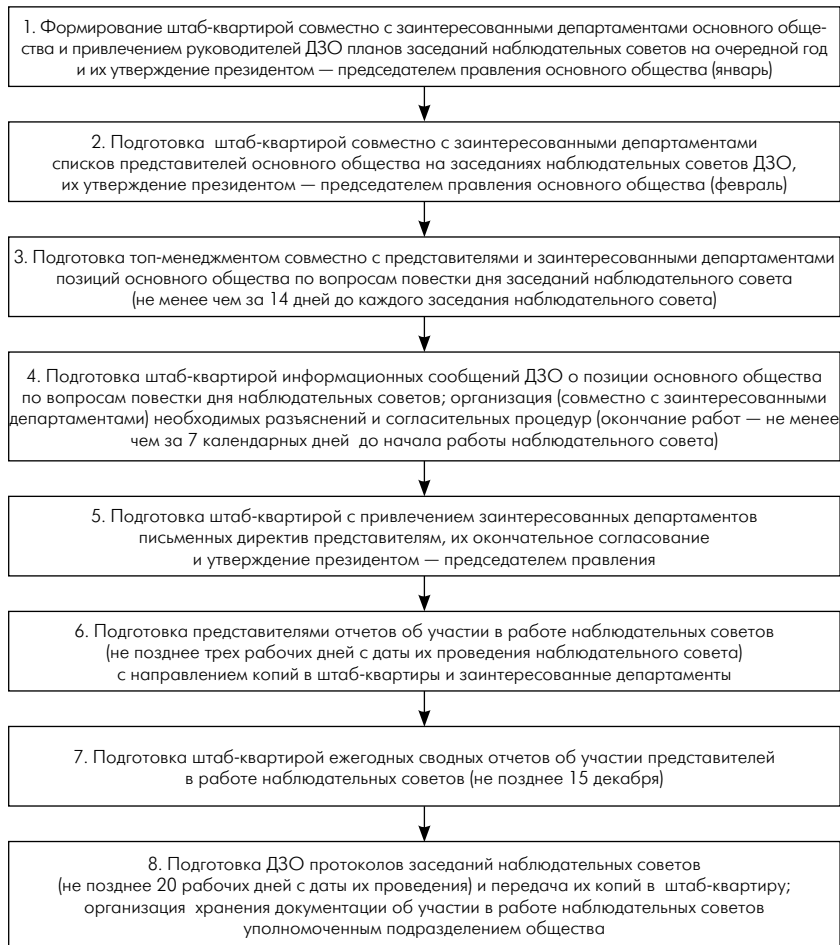 1. Формирование штаб-квартирой совместно с заинтересованными департаментами основного обще-
ства и привлечением руководителей ДЗО планов заседаний наблюдательных советов на очередной год
и их утверждение президентом — председателем правления основного общества (январь)
2. Подготовка штаб-квартирой совместно с заинтересованными департаментами
списков представителей основного общества на заседаниях наблюдательных советов ДЗО,
их утверждение президентом — председателем правления основного общества (февраль)
3. Подготовка топ-менеджментом совместно с представителями и заинтересованными департаментами
позиций основного общества по вопросам повестки дня заседаний наблюдательного совета
(не менее чем за 14 дней до каждого заседания наблюдательного совета)
4. Подготовка штаб-квартирой информационных сообщений ДЗО о позиции основного общества
по вопросам повестки дня наблюдательных советов; организация (совместно с заинтересованными
департаментами) необходимых разъяснений и согласительных процедур (окончание работ — не менее
чем за 7 календарных дней до начала работы наблюдательного совета)
5. Подготовка штаб-квартирой с привлечением заинтересованных департаментов
письменных директив представителям, их окончательное согласование
и утверждение президентом — председателем правления
6. Подготовка представителями отчетов об участии в работе наблюдательных советов
(не позднее трех рабочих дней с даты их проведения наблюдательного совета)
с направлением копий в штаб-квартиры и заинтересованные департаменты
7. Подготовка штаб-квартирой ежегодных сводных отчетов об участии представителей
в работе наблюдательных советов (не позднее 15 декабря)
8. Подготовка ДЗО протоколов заседаний наблюдательных советов
(не позднее 20 рабочих дней с даты их проведения) и передача их копий в штаб-квартиру;
организация хранения документации об участии в работе наблюдательных советов
уполномоченным подразделением общества